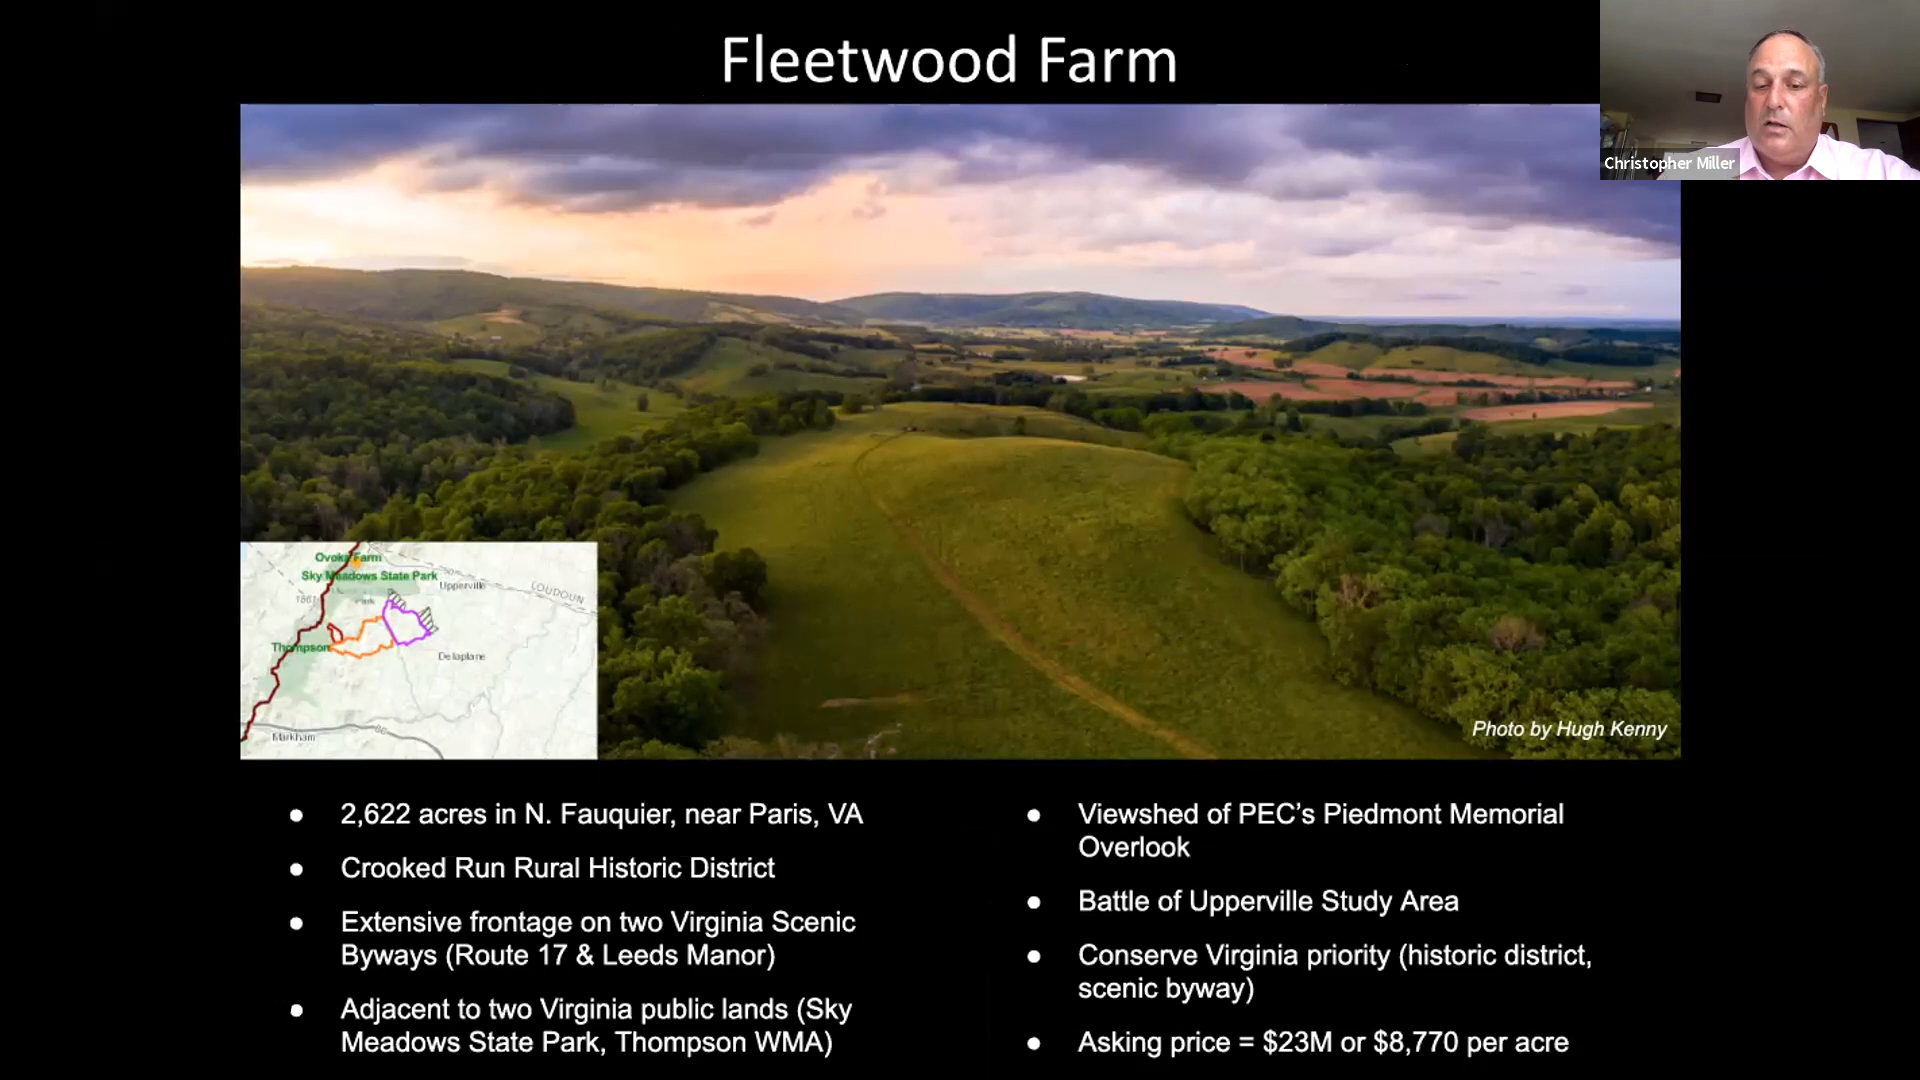 Fleetwood Farm
Christopher Miller
Ovoka Farm
Sky Meadows State Park
Upperville
LOUDOUN
1861
Park
Thompson
Delaplane
Markham
Photo by Hugh Kenny
● 2,622 acres in N. Fauquier, near Paris, VA
● Crooked Run Rural Historic District
● Extensive frontage on two Virginia Scenic
Byways (Route 17 & Leeds Manor)
● Adjacent to two Virginia public lands (Sky
Meadows State Park, Thompson WMA)
● Viewshed of PEC’s Piedmont Memorial
Overlook
● Battle of Upperville Study Area
● Conserve Virginia priority (historic district,
scenic byway)
● Asking price = $23M or $8,770 per acre